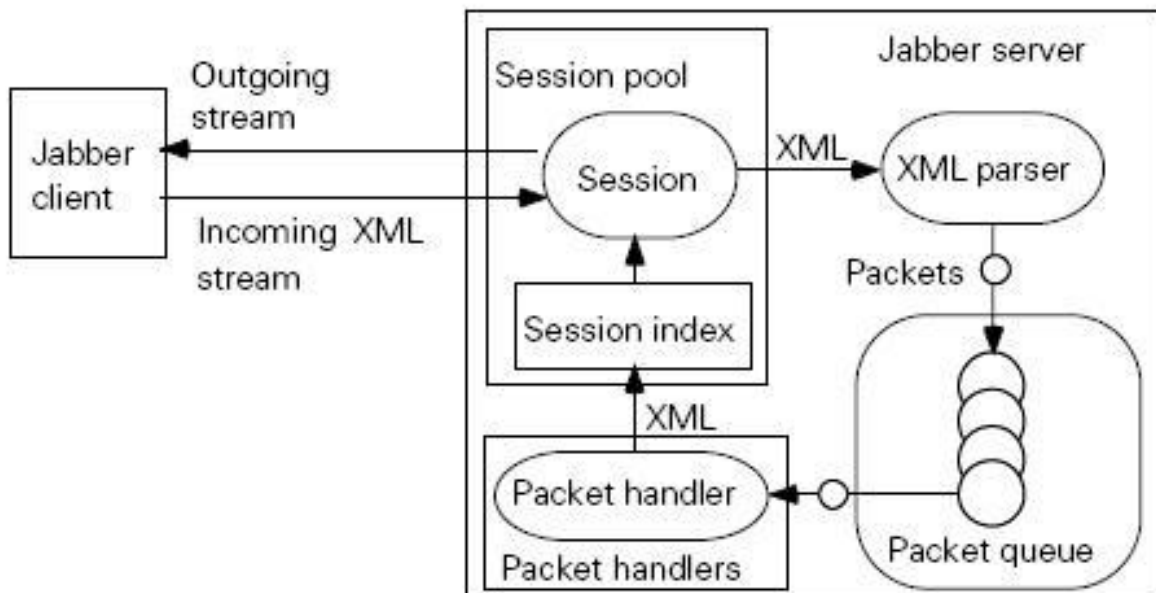 Jabber server
Session pool
Outgoing
stream
Jabber
client
Session
XML
XML parser
Incoming XML
stream
Packets
Session index
XML
Packet handler
Packet queue
Packet handlers